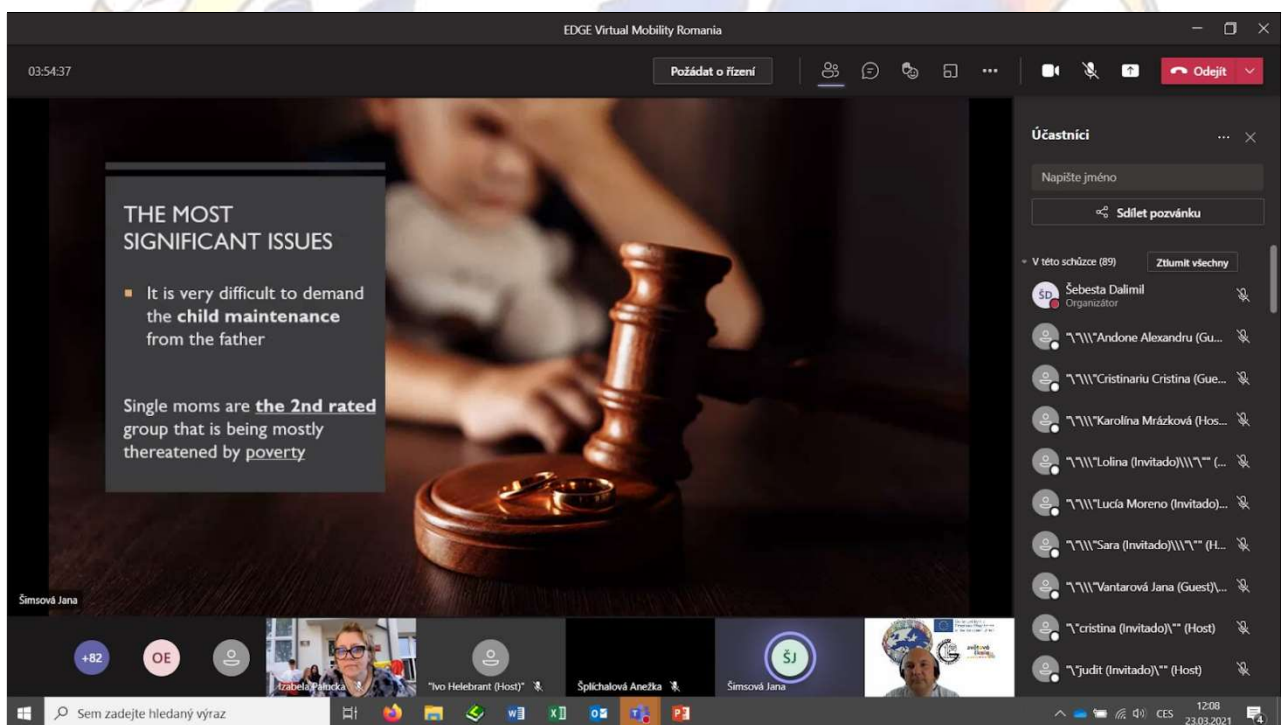 EDGE Virtual Mobility Romania
03:54:37
Požádat o řízení
Odejít
THE MOST
SIGNIFICANT ISSUES
It is very difficult to demand
the child maintenance
from the father
Single moms are the 2nd rated
group that is being mostly
thereatened by poverty
Šimsová Jana
Účastníci
Napište jméno
Sdílet pozvánku
V této schůzce (89) Ztlumit všechny
ŠD Šebesta Dalimil
Organizátor
"\"\\\"Andone Alexandru (Gu...
"\"\\\"Cristinariu Cristina (Gue...
"\"\\\"Karolína Mrázková (Hos...
"\"\\\"Lolina (Invitado)\\\"\"" (...
"\"\\\"Lucía Moreno (Invitado)...
"\"\\\"Sara (Invitado)\\\"\"" (H...
"\"\\\"Vantarová Jana (Guest)\...
"\"cristina (Invitado)\"" (Host)
"\"judit (Invitado)\"" (Host)
+82
OE
Izabela Pałucka
"Ivo Helebrant (Host)"
Šplíchalová Anežka
ŠJ
Šimsová Jana
Sem zadejte hledaný výraz
CES
12:08
23.03.2021
4